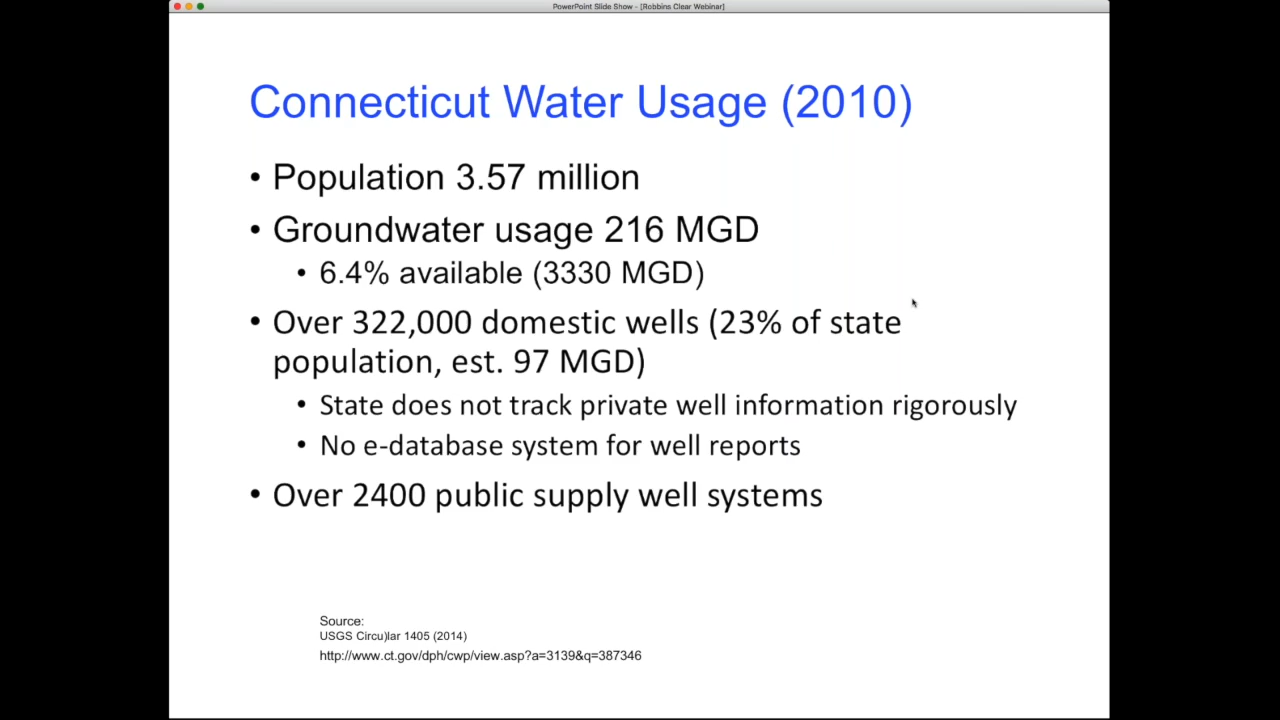 PowerPoint Slide Show - [Robbins Clear Webinar]
Connecticut Water Usage (2010)
• Population 3.57 million
• Groundwater usage 216 MGD
• 6.4% available (3330 MGD)
• Over 322,000 domestic wells (23% of state
population, est. 97 MGD)
• State does not track private well information rigorously
• No e-database system for well reports
• Over 2400 public supply well systems
Source:
USGS Circu)lar 1405 (2014)
http://www.ct.gov/dph/cwp/view.asp?a=3139&q=387346